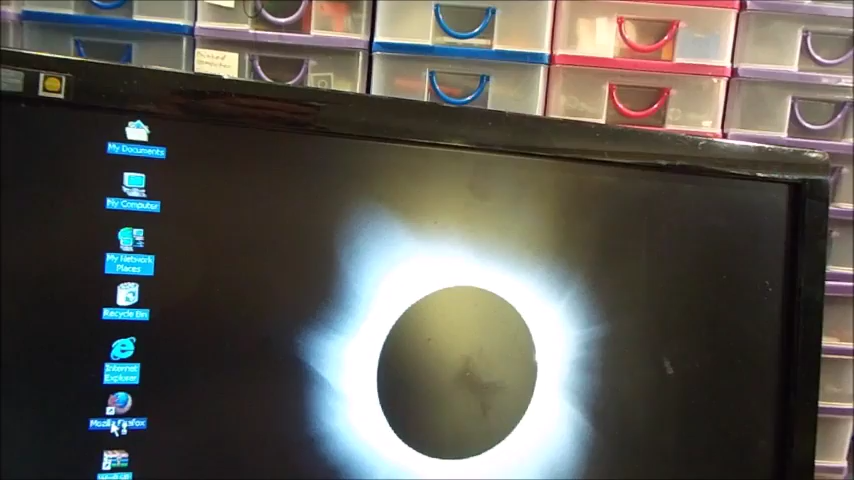 My Documents
My Computer
My Network
Places
Recycle Bin
Internet
Explorer
Mozilla Firefox